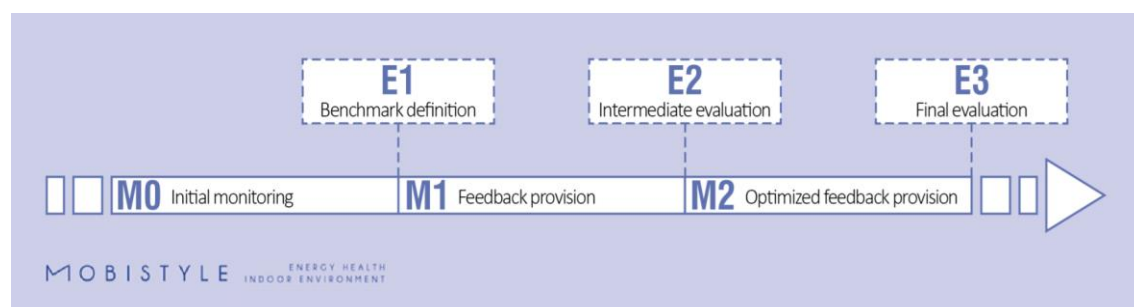 E1
Benchmark definition
E2
Intermediate evaluation
E3
Final evaluation
M0 Initial monitoring
M1 Feedback provision
M2 Optimized feedback provision
MOBISTYLE
ENERGY HEALTH
INDOOR ENVIRONMENT